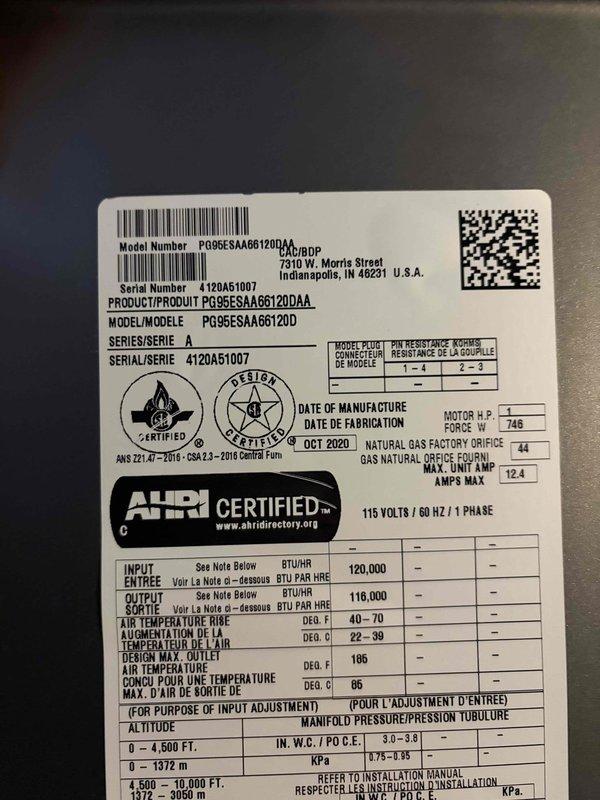 Model Number PG95ESAA66120DAA
CAC/BDP
7310 W. Morris Street
Indianapolis, IN 46231 U.S.A.
Serial Number 4120A51007
PRODUCT/PRODUIT PG95ESAA66120DAA
MODEL/MODELE PG95ESAA66120D
SERIES/SERIE A
SERIAL/SERIE 4120A51007
MODEL PLUG
CONNECTEUR
DE MODELE
PIN RESISTANCE (KOHMS)
RESISTANCE DE LA GOUPILLE
1 - 4 2 - 3
- - -
CERTIFIED ®
DESIGN
CERTIFIED ®
ANS Z21.47-2016 · CSA 2.3-2016 Central Furn
DATE OF MANUFACTURE
DATE DE FABRICATION
OCT 2020
MOTOR H.P. 1
FORCE W 746
NATURAL GAS FACTORY ORIFICE
GAS NATURAL ORIFICE FOURNI
44
MAX. UNIT AMP
AMPS MAX
12.4
AHRI CERTIFIED™
www.ahridirectory.org
C
115 VOLTS / 60 HZ / 1 PHASE
- - -
INPUT See Note Below BTU/HR
ENTREE Voir La Note ci-dessous BTU PAR HRE
120,000 - -
OUTPUT See Note Below BTU/HR
SORTIE Voir La Note ci-dessous BTU PAR HRE
116,000 - -
AIR TEMPERATURE RISE DEG. F 40 - 70 - -
AUGMENTATION DE LA
TEMPERATEUR DE L'AIR
DEG. C 22 - 39 - -
DESIGN MAX. OUTLET
AIR TEMPERATURE
DEG. F 185 - -
CONCU POUR UNE TEMPERATURE
MAX. D'AIR DE SORTIE DE
DEG. C 85 - -
(FOR PURPOSE OF INPUT ADJUSTMENT) (POUR L'ADJUSTMENT D'ENTREE)
ALTITUDE MANIFOLD PRESSURE/PRESSION TUBULURE
0 - 4,500 FT. IN. W.C. / PO C.E. 3.0-3.8 - -
0 - 1372 m KPa 0.75-0.95 - -
4,500 - 10,000 FT.
1372 - 3050 m
REFER TO INSTALLATION MANUAL
RESPECTER LES INSTRUCTION D'INSTALLATION
IN W.C. / PO C.E. KPa.